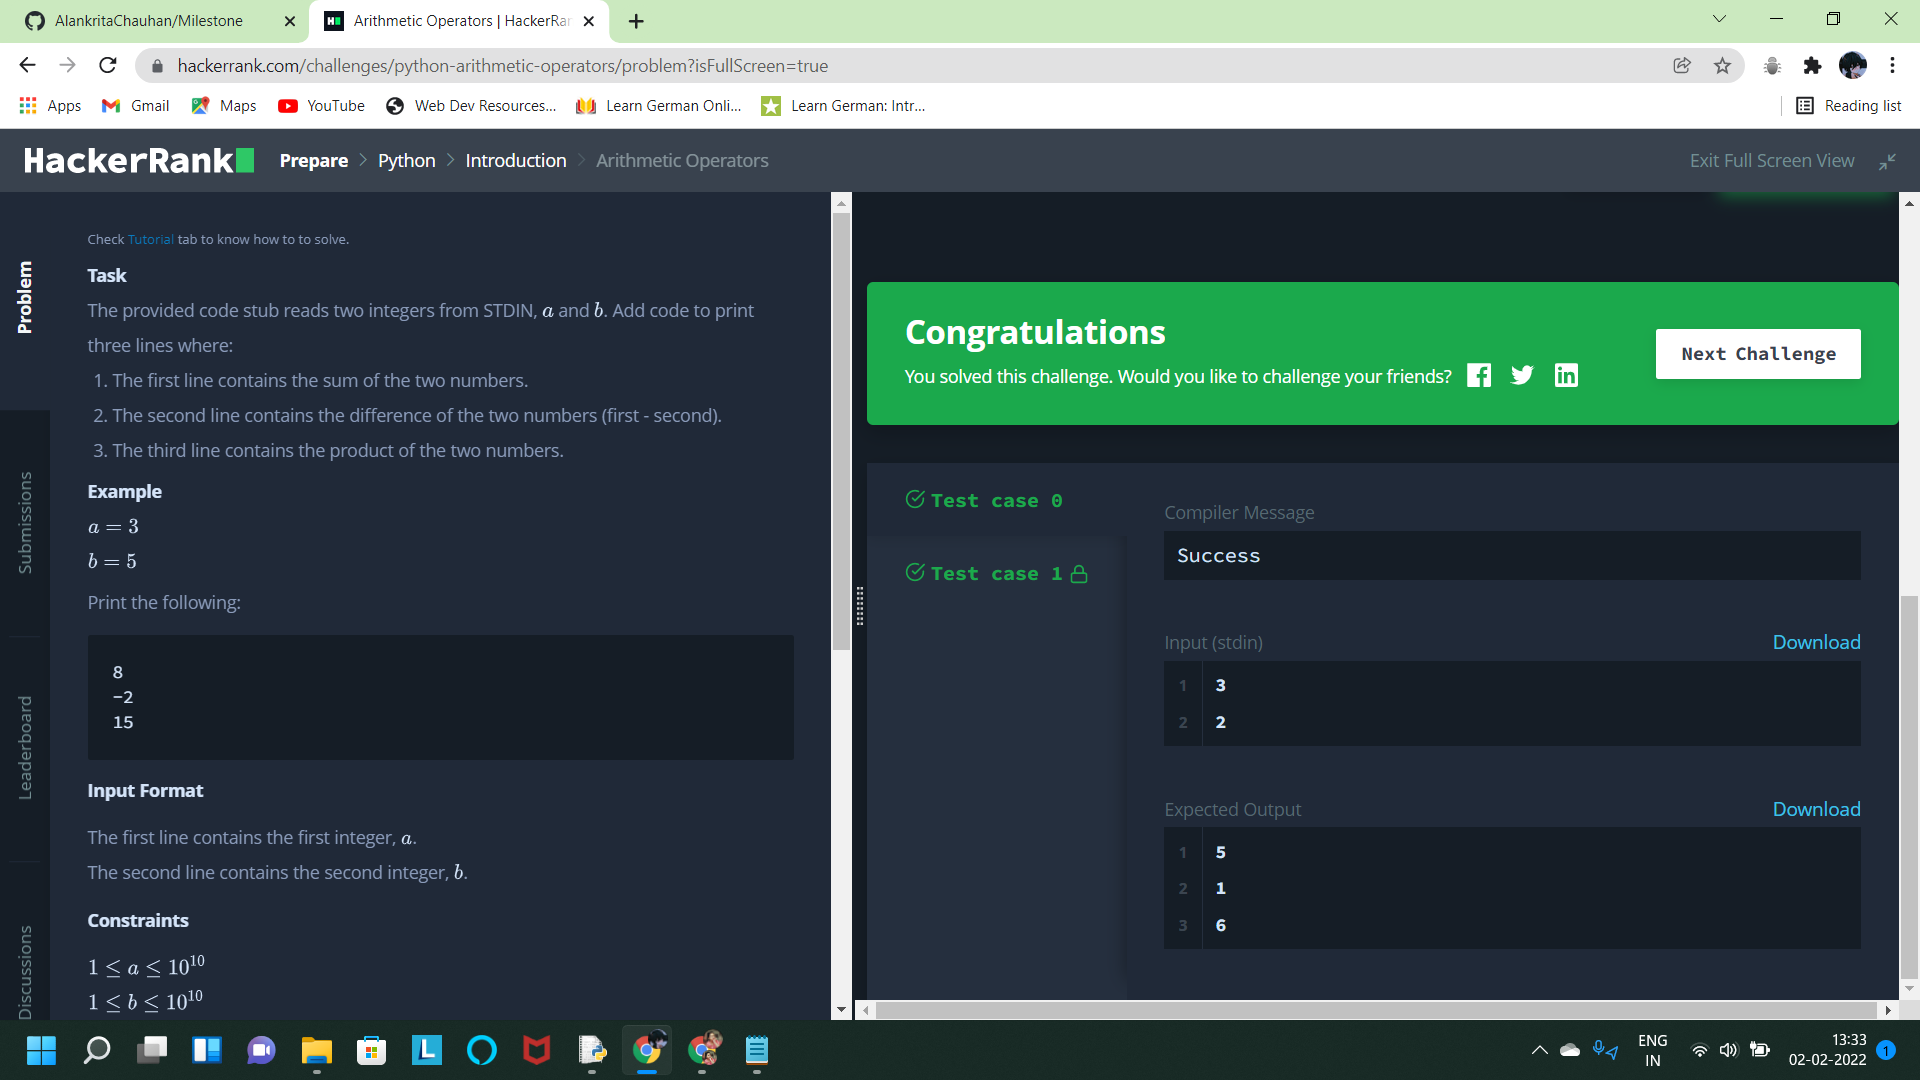 AlankritaChauhan/Milestone
Arithmetic Operators | HackerRan
hackerrank.com/challenges/python-arithmetic-operators/problem?isFullScreen=true
Apps
Gmail
Maps
YouTube
Web Dev Resources...
Learn German Onli...
Learn German: Intr...
Reading list
HackerRank
Prepare
Python
Introduction
Arithmetic Operators
Exit Full Screen View
Problem
Submissions
Leaderboard
Discussions
Check Tutorial tab to know how to to solve.
Task
The provided code stub reads two integers from STDIN, a and b. Add code to print
three lines where:
1. The first line contains the sum of the two numbers.
2. The second line contains the difference of the two numbers (first - second).
3. The third line contains the product of the two numbers.
Example
a = 3
b = 5
Print the following:
8
-2
15
Input Format
The first line contains the first integer, a.
The second line contains the second integer, b.
Constraints
1 ≤ a ≤ 10^10
1 ≤ b ≤ 10^10
Congratulations
You solved this challenge. Would you like to challenge your friends?
Next Challenge
Test case 0
Test case 1
Compiler Message
Success
Input (stdin)
Download
1 3
2 2
Expected Output
Download
1 5
2 1
3 6
ENG
IN
13:33
02-02-2022
1